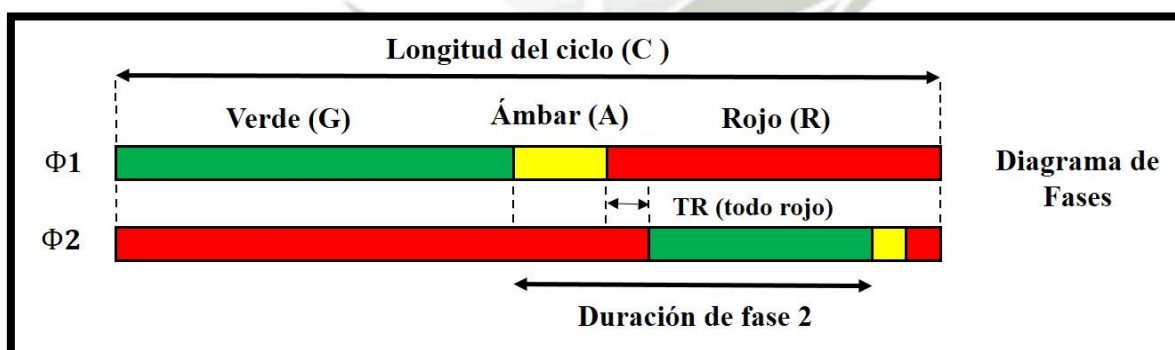 Longitud del ciclo (C )
Verde (G)
Ámbar (A)
Rojo (R)
Φ1
Diagrama de
Fases
TR (todo rojo)
Φ2
Duración de fase 2